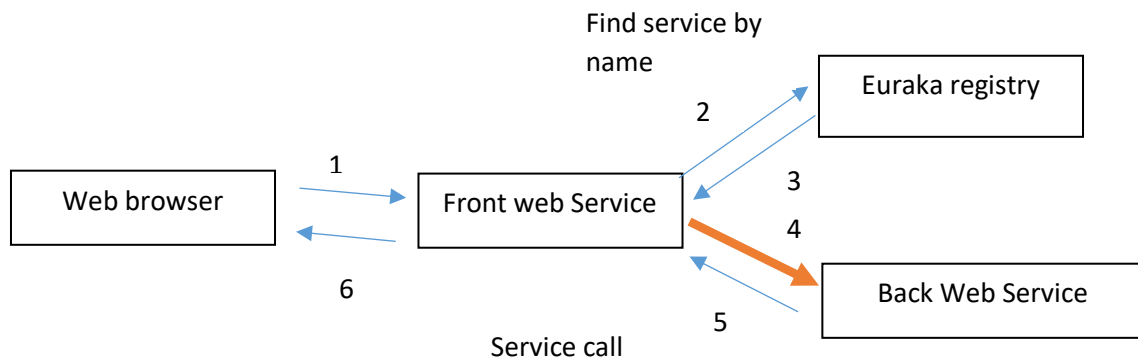 Find service by
name
Euraka registry
2
1
3
Web browser
Front web Service
4
6
Back Web Service
5
Service call